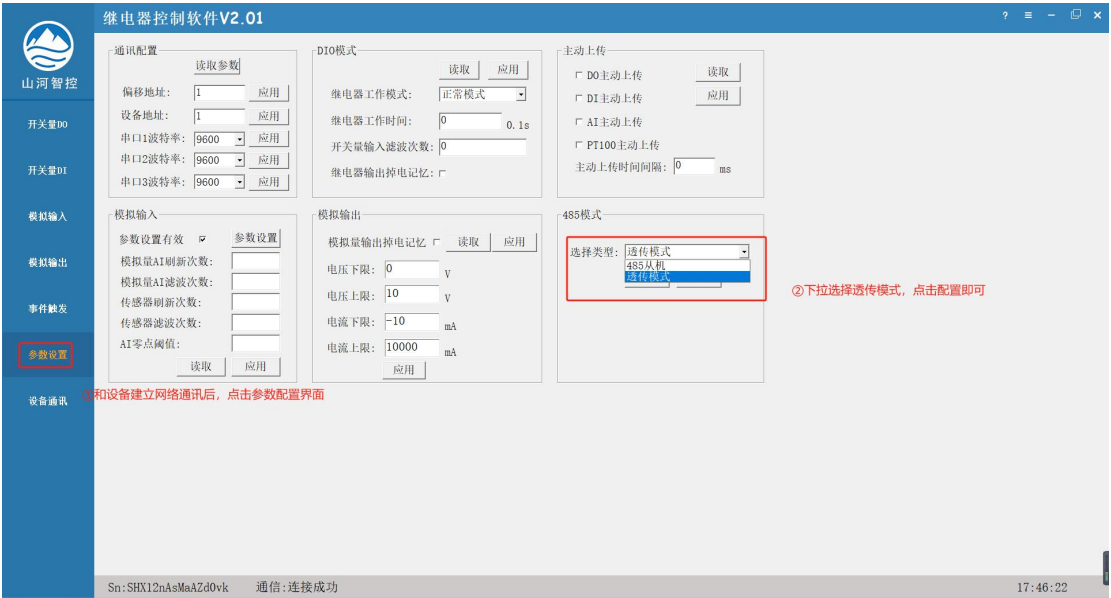 继电器控制软件V2.01
? ≡ － × 
山河智控
开关量DO
开关量DI
模拟输入
模拟输出
事件触发
参数设置
设备通讯
通讯配置
读取参数
偏移地址: 1 应用
设备地址: 1 应用
串口1波特率: 9600 应用
串口2波特率: 9600 应用
串口3波特率: 9600 应用
DIO模式
读取 应用
继电器工作模式: 正常模式
继电器工作时间: 0 0.1s
开关量输入滤波次数: 0
继电器输出掉电记忆:
主动上传
DO主动上传 读取
DI主动上传 应用
AI主动上传
PT100主动上传
主动上传时间间隔: 0 ms
模拟输入
参数设置有效 参数设置
模拟量AI刷新次数:
模拟量AI滤波次数:
传感器刷新次数:
传感器滤波次数:
AI零点阈值:
读取 应用
模拟输出
模拟量输出掉电记忆 读取 应用
电压下限: 0 V
电压上限: 10 V
电流下限: -10 mA
电流上限: 10000 mA
应用
485模式
选择类型: 透传模式
485从机
透传模式
②下拉选择透传模式，点击配置即可
和设备建立网络通讯后，点击参数配置界面
Sn:SHX12nAsMaAZd0vk 通信:连接成功 17:46:22